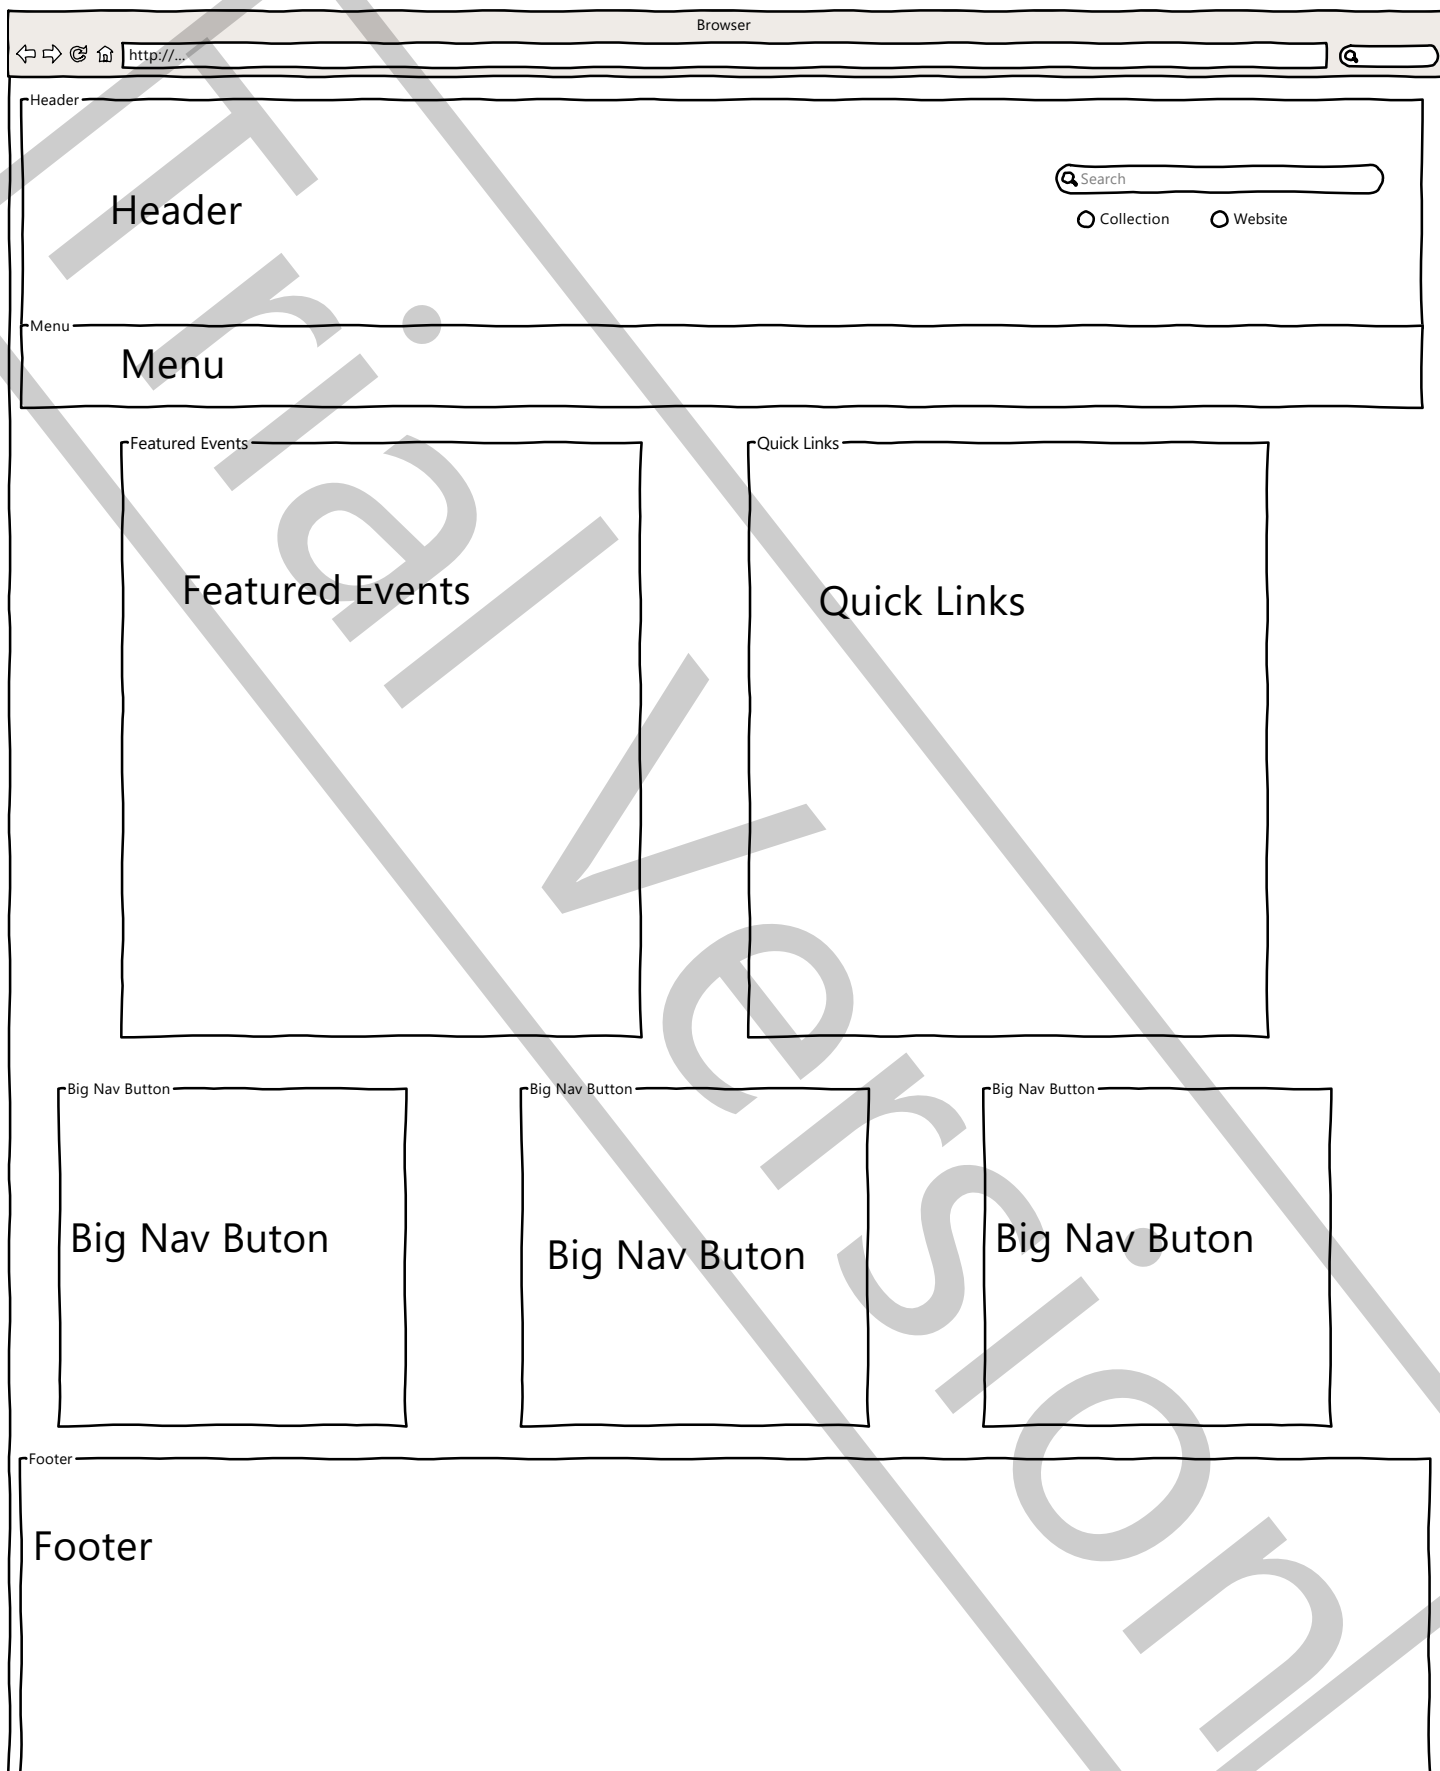 Browser
http://...
Header
Search
Header
Collection Website
Menu
Menu
Featured Events Quick Links
Featured Events
Quick Links
Big Nav Button Big Nav Button Big Nav Button
Big Nav Buton
Big Nav Buton
Big Nav Buton
Footer
Footer
Trial Version